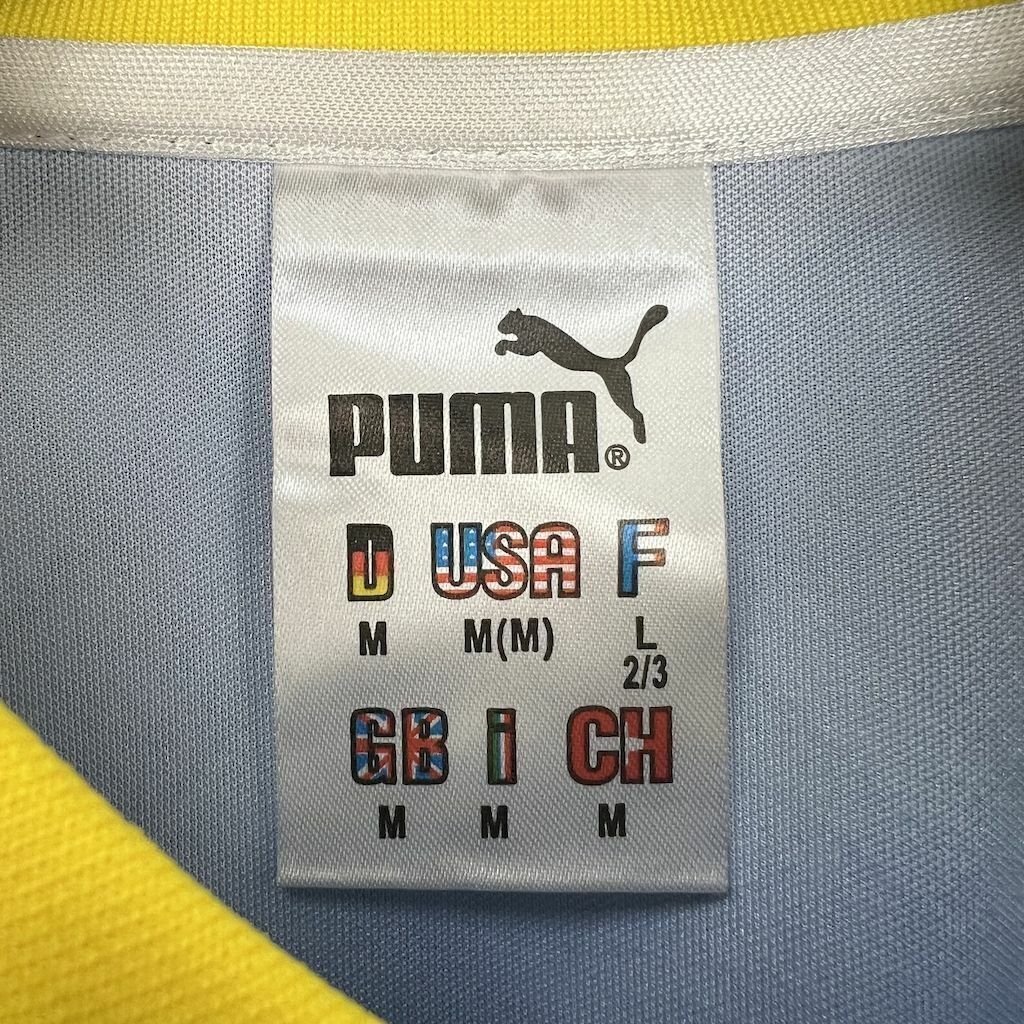 PUMA®
D USA F
M M(M) L
2/3
GB i CH
M M M